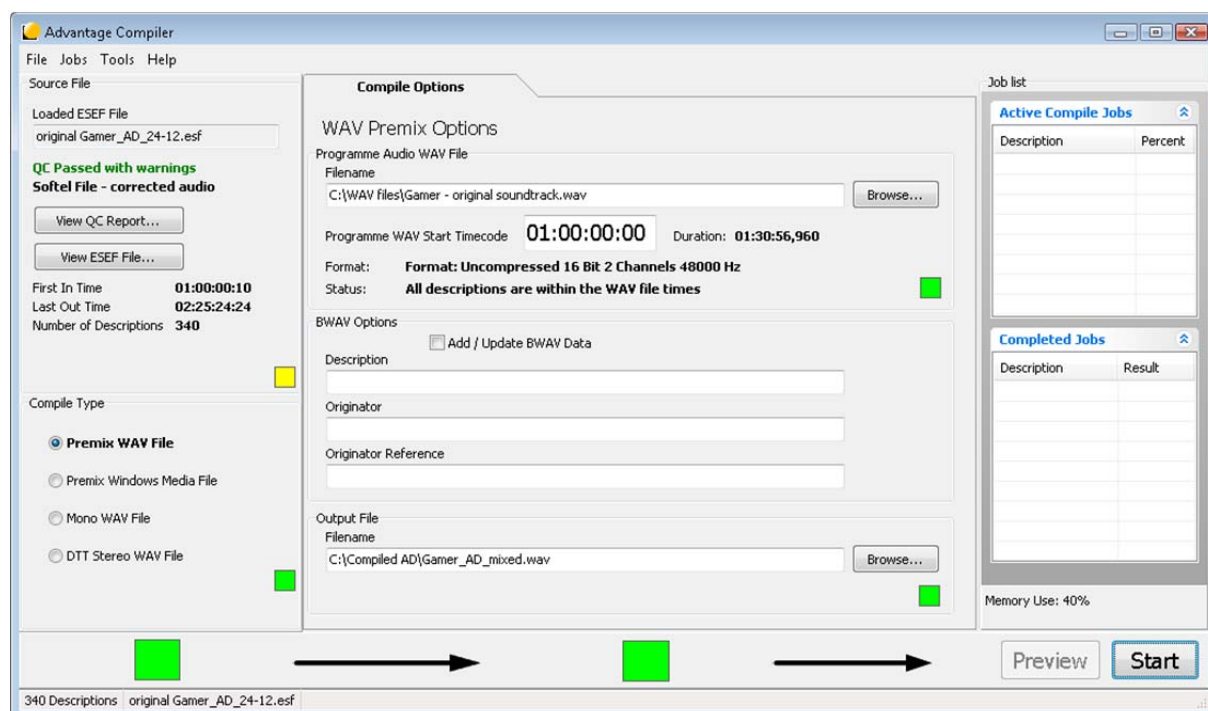 Advantage Compiler
File Jobs Tools Help
Source File
Loaded ESEF File
original Gamer_AD_24-12.esf
QC Passed with warnings
Softel File - corrected audio
View QC Report...
View ESEF File...
First In Time 01:00:00:10
Last Out Time 02:25:24:24
Number of Descriptions 340
Compile Type
Premix WAV File
Premix Windows Media File
Mono WAV File
DTT Stereo WAV File
Compile Options
WAV Premix Options
Programme Audio WAV File
Filename
C:\WAV files\Gamer - original soundtrack.wav Browse...
Programme WAV Start Timecode 01:00:00:00 Duration: 01:30:56,960
Format: Format: Uncompressed 16 Bit 2 Channels 48000 Hz
Status: All descriptions are within the WAV file times
BWAV Options
Add / Update BWAV Data
Description
Originator
Originator Reference
Output File
Filename
C:\Compiled AD\Gamer_AD_mixed.wav Browse...
Job list
Active Compile Jobs
Description Percent
Completed Jobs
Description Result
Memory Use: 40%
Preview Start
340 Descriptions original Gamer_AD_24-12.esf